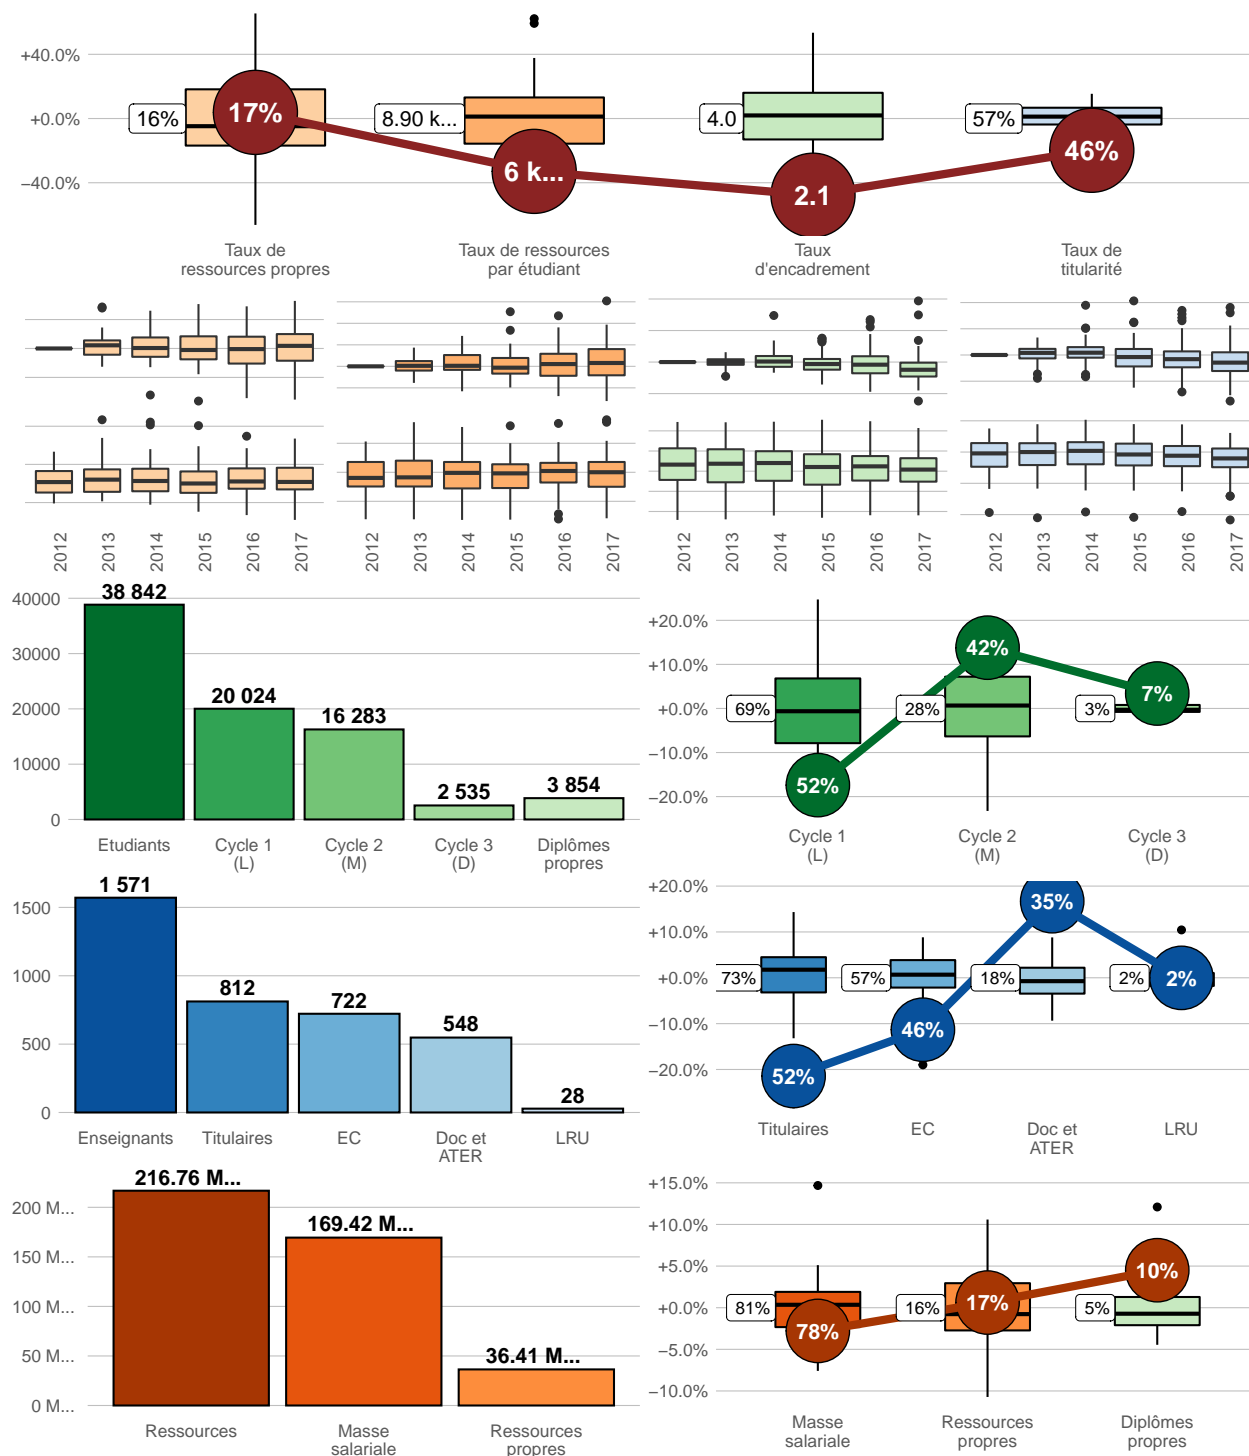 +40.0%
+0.0%
−40.0%
16%
17%
8.90 k...
6 k...
4.0
2.1
57%
46%
Taux de
ressources propres
Taux de ressources
par étudiant
Taux
d'encadrement
Taux de
titularité
2012
2013
2014
2015
2016
2017
2012
2013
2014
2015
2016
2017
2012
2013
2014
2015
2016
2017
2012
2013
2014
2015
2016
2017
40000
30000
20000
10000
0
38 842
20 024
16 283
2 535
3 854
Etudiants
Cycle 1
(L)
Cycle 2
(M)
Cycle 3
(D)
Diplômes
propres
+20.0%
+10.0%
+0.0%
−10.0%
−20.0%
69%
52%
28%
42%
3%
7%
Cycle 1
(L)
Cycle 2
(M)
Cycle 3
(D)
1500
1000
500
0
1 571
812
722
548
28
Enseignants
Titulaires
EC
Doc et
ATER
LRU
+20.0%
+10.0%
+0.0%
−10.0%
−20.0%
73%
52%
57%
46%
18%
35%
2%
2%
Titulaires
EC
Doc et
ATER
LRU
200 M...
150 M...
100 M...
50 M...
0 M...
216.76 M...
169.42 M...
36.41 M...
Ressources
Masse
salariale
Ressources
propres
+15.0%
+10.0%
+5.0%
+0.0%
−5.0%
−10.0%
81%
78%
16%
17%
5%
10%
Masse
salariale
Ressources
propres
Diplômes
propres